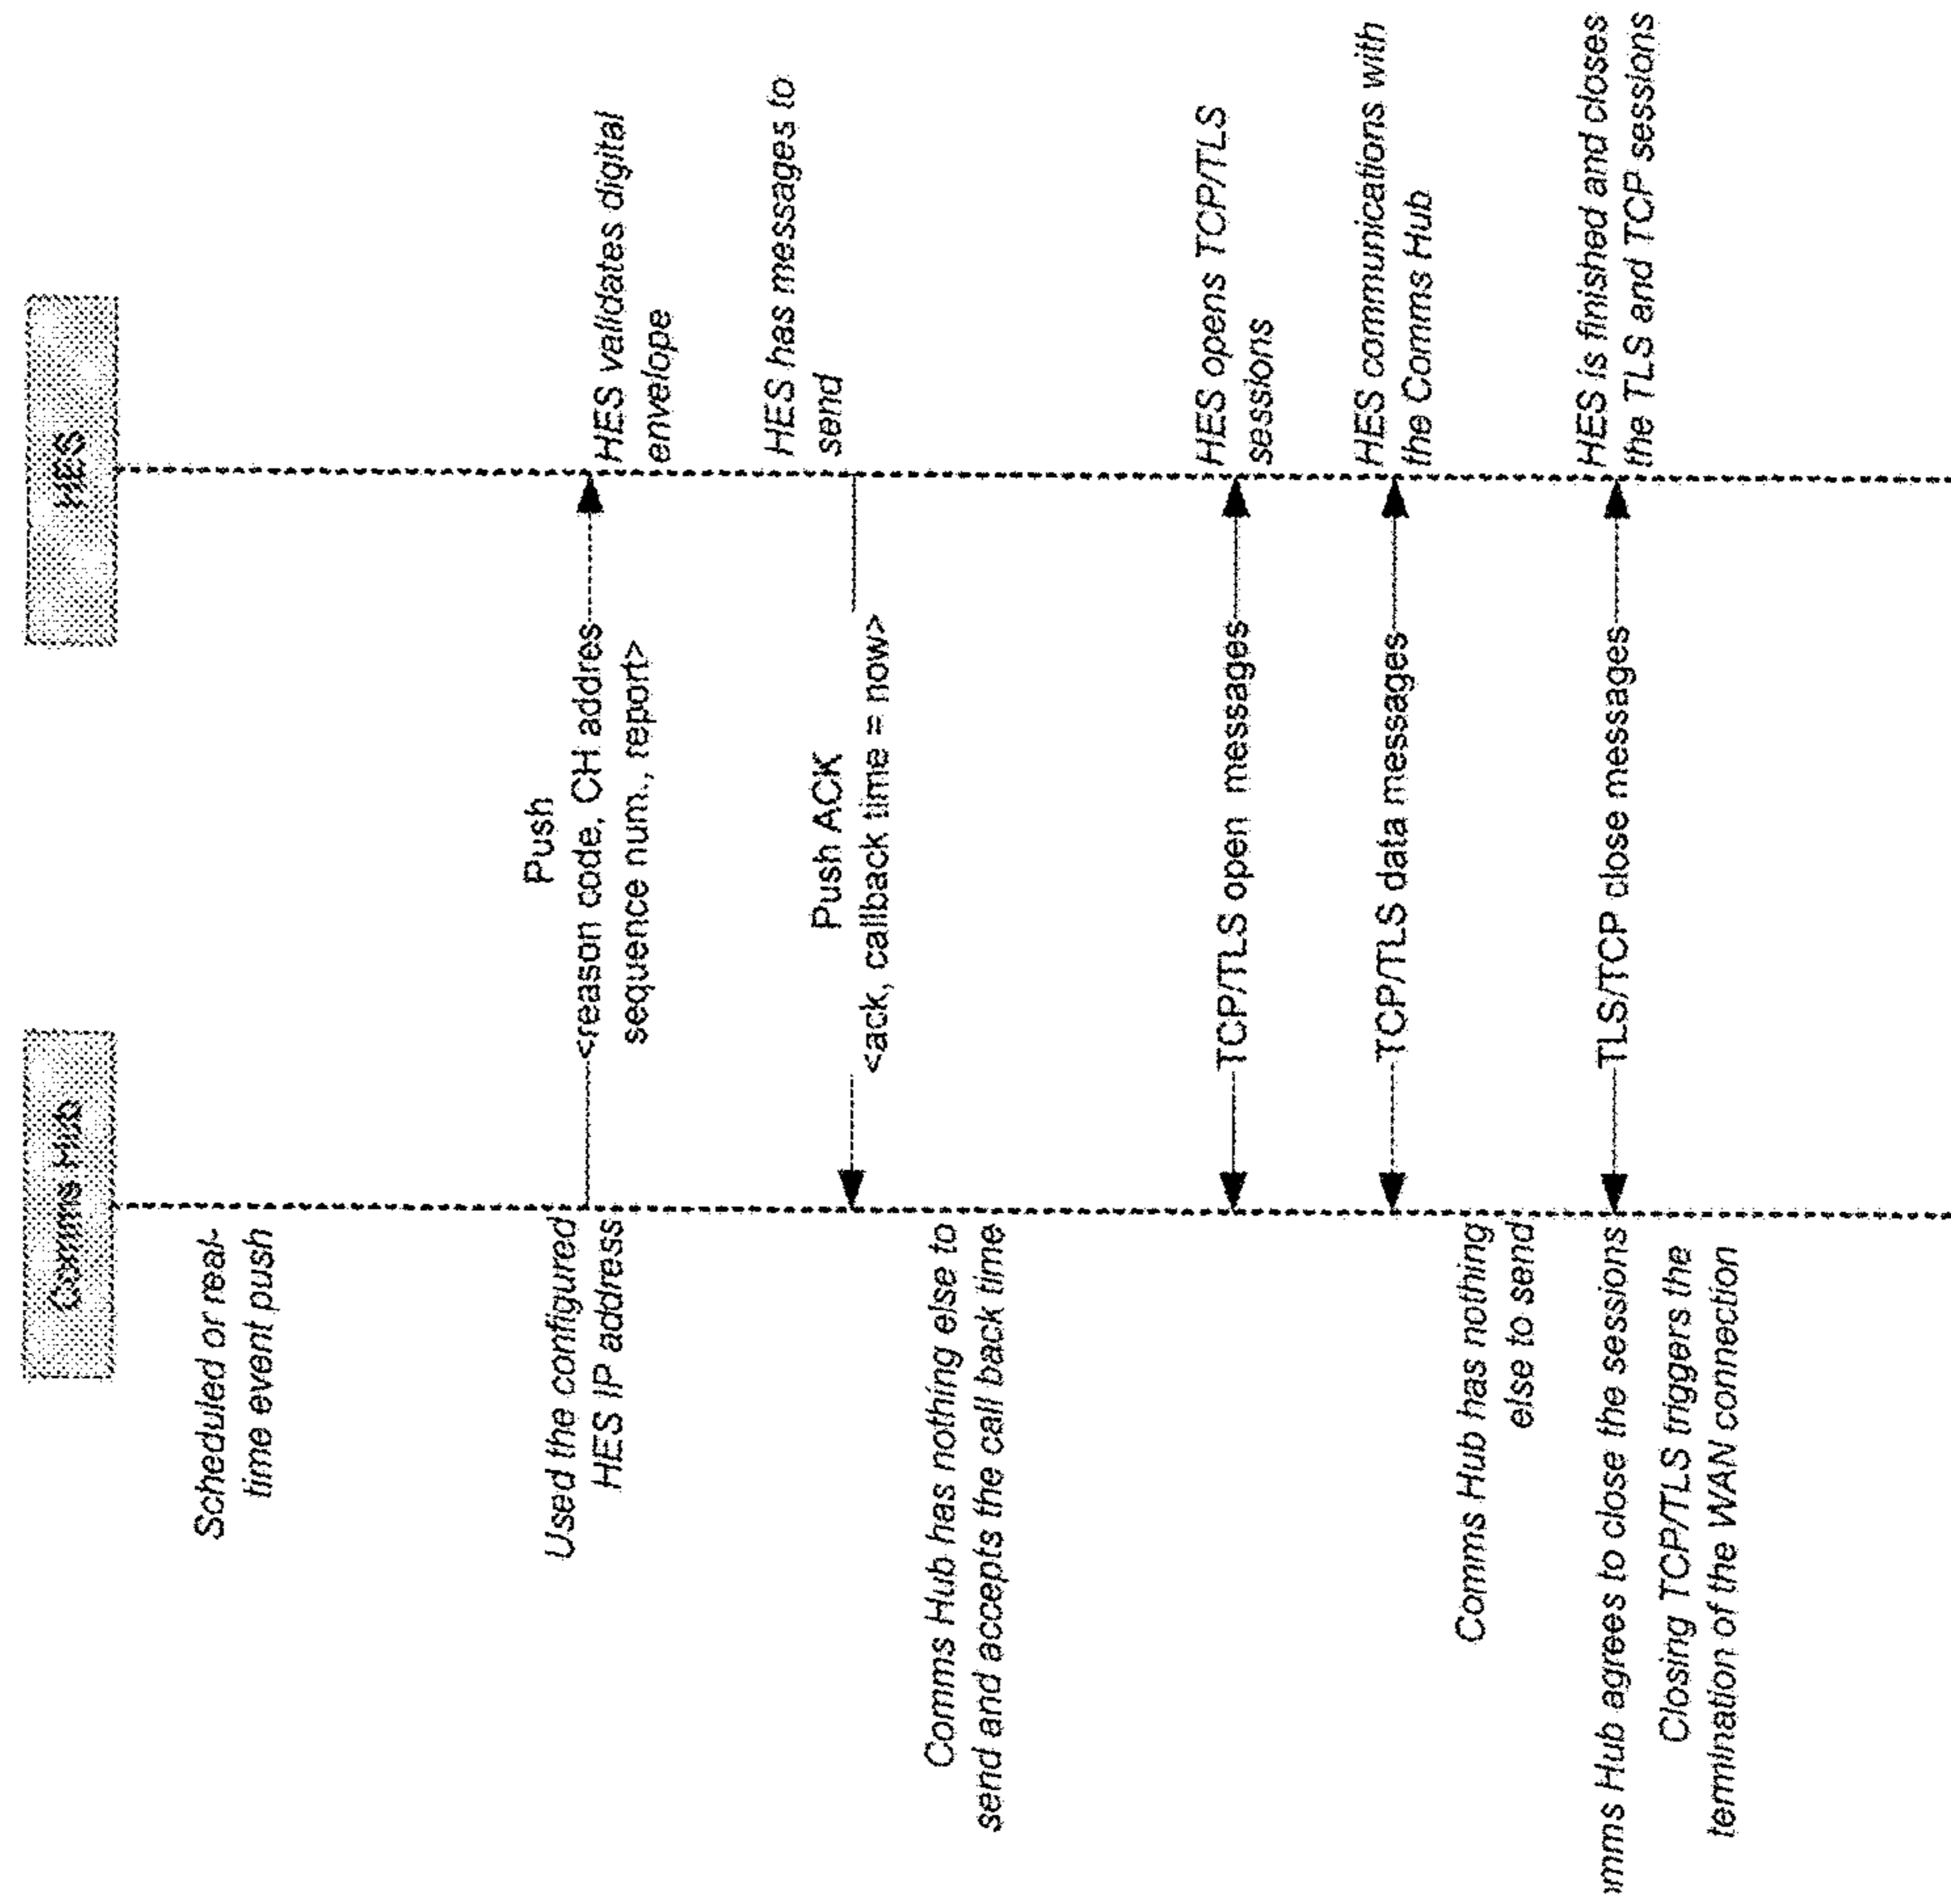 Comms Hub
HES
Scheduled or real-
time event push
Used the configured
HES IP address
Push
<reason code, CH addres
sequence num., report>
HES validates digital
envelope
HES has messages to
send
Push ACK
<ack, callback time = now>
Comms Hub has nothing else to
send and accepts the call back time
TCP/TLS open messages
HES opens TCP/TLS
sessions
TCP/TLS data messages
HES communications with
the Comms Hub
Comms Hub has nothing
else to send
mms Hub agrees to close the sessions
TLS/TCP close messages
HES is finished and closes
the TLS and TCP sessions
Closing TCP/TLS triggers the
termination of the WAN connection